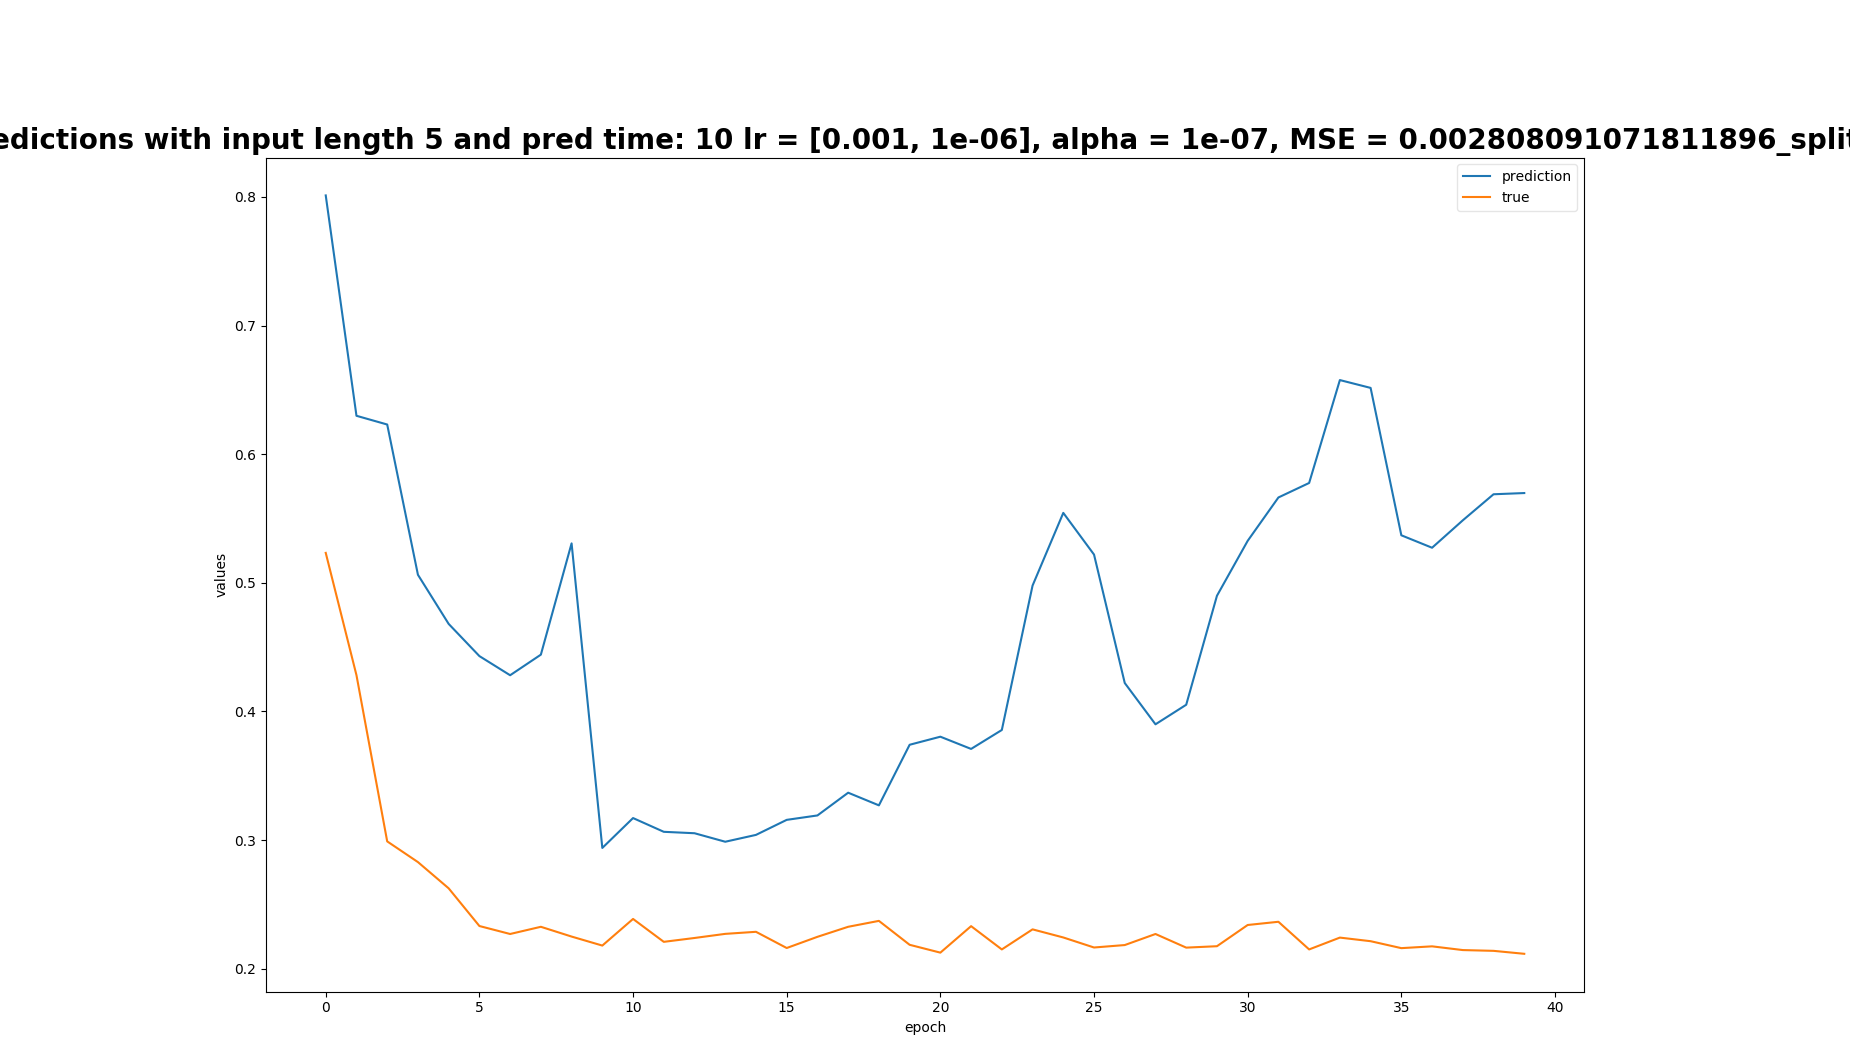 edictions with input length 5 and pred time: 10 lr = [0.001, 1e-06], alpha = 1e-07, MSE = 0.002808091071811896_split
prediction
true
0.8
0.7
0.6
0.5
0.4
0.3
0.2
values
0 5 10 15 20 25 30 35 40
epoch